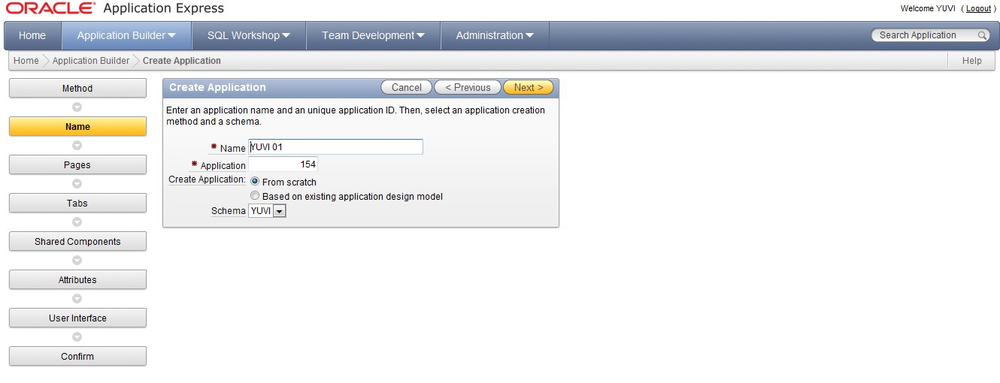 ORACLE Application Express
Welcome YUVI ( Logout )
Home Application Builder SQL Workshop Team Development Administration Search Application
Home Application Builder Create Application Help
Method
Name
Pages
Tabs
Shared Components
Attributes
User Interface
Confirm
Create Application Cancel < Previous Next >
Enter an application name and an unique application ID. Then, select an application creation
method and a schema.
* Name YUVI 01
* Application 154
Create Application: From scratch
Based on existing application design model
Schema YUVI